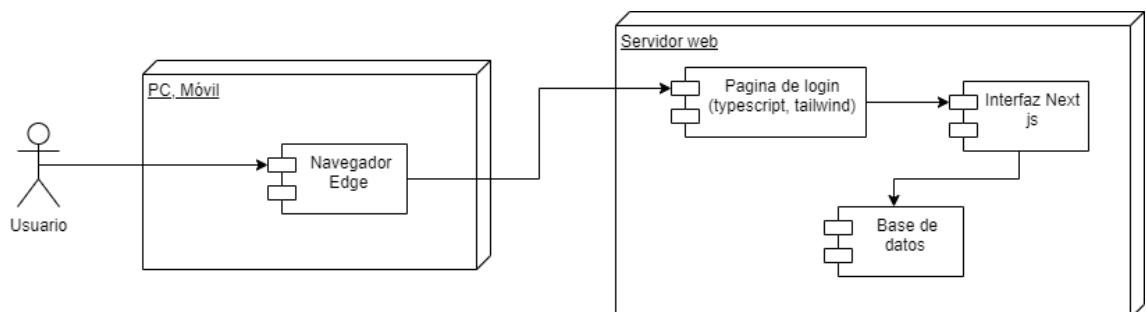 Servidor web
PC, Móvil
Pagina de login
(typescript, tailwind)
Interfaz Next
js
Navegador
Edge
Usuario
Base de
datos